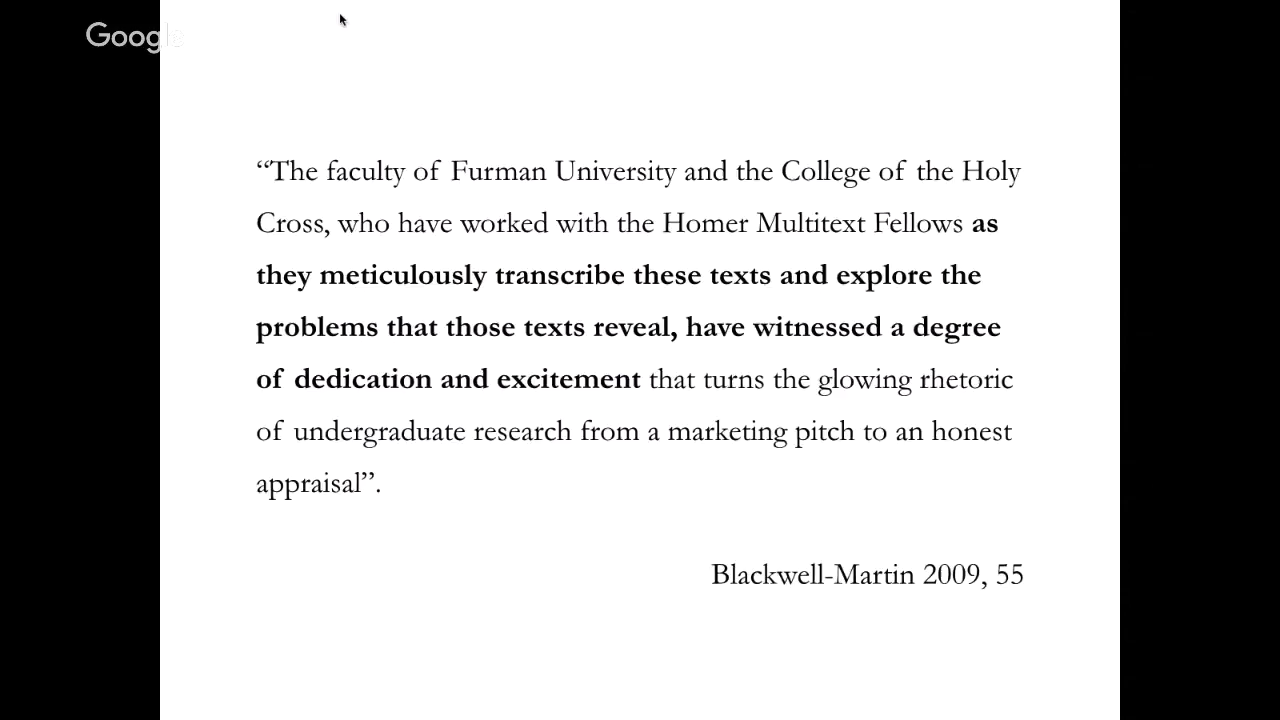 Google
“The faculty of Furman University and the College of the Holy
Cross, who have worked with the Homer Multitext Fellows as
they meticulously transcribe these texts and explore the
problems that those texts reveal, have witnessed a degree
of dedication and excitement that turns the glowing rhetoric
of undergraduate research from a marketing pitch to an honest
appraisal”.
Blackwell-Martin 2009, 55